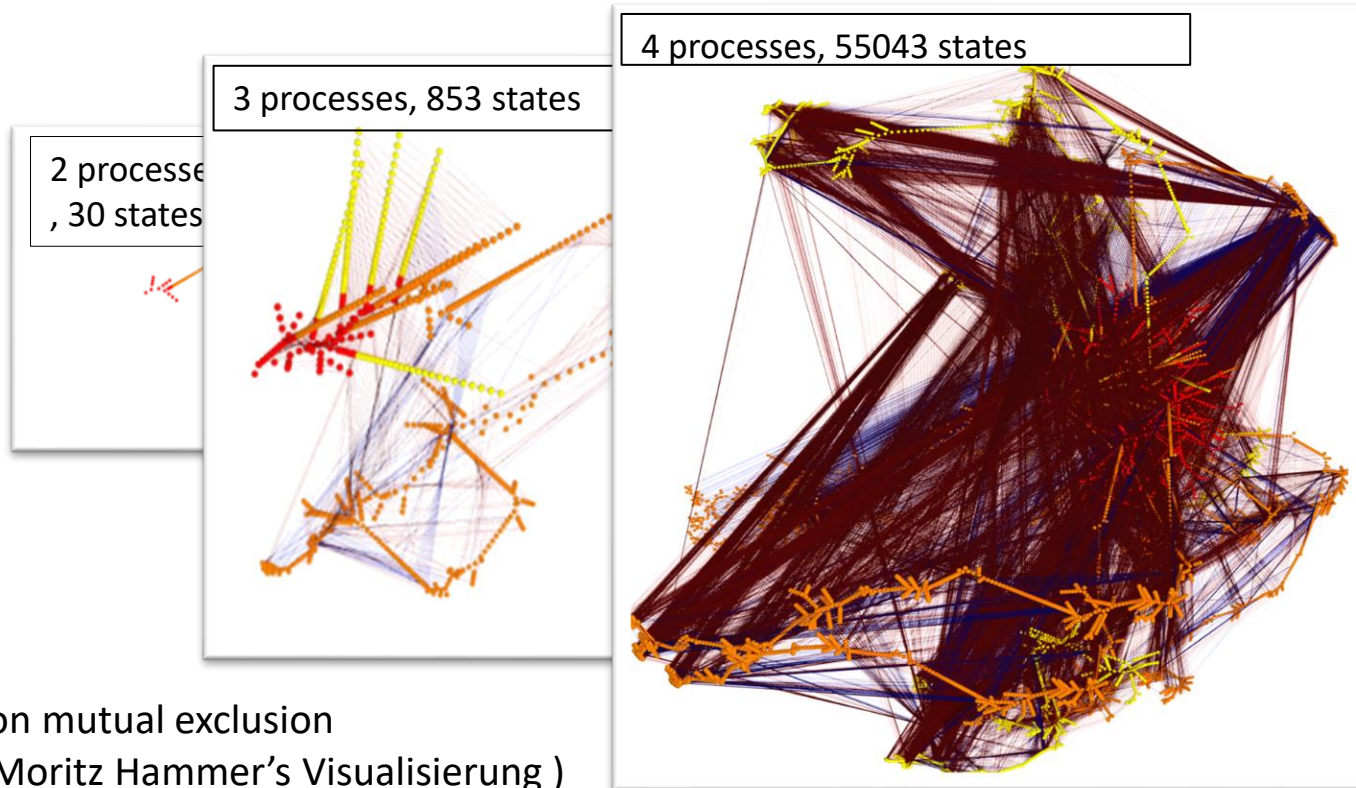 4 processes, 55043 states
3 processes, 853 states
2 processe
, 30 states
on mutual exclusion
Moritz Hammer’s Visualisierung )